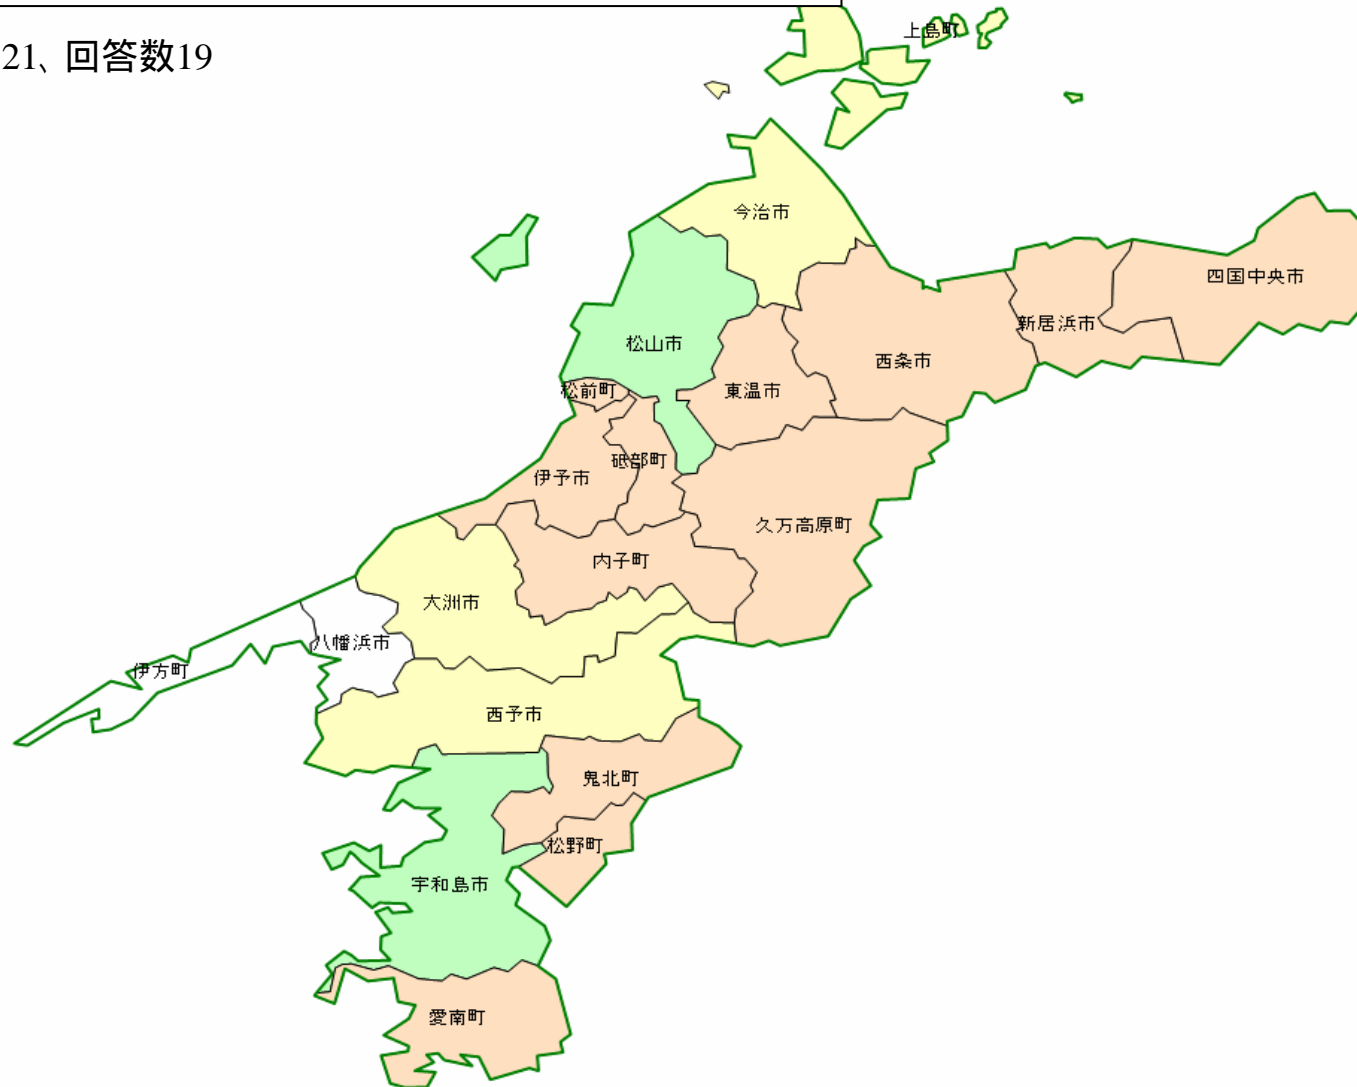 上島町
21、回答数19
今治市
四国中央市
新居浜市
松山市
西条市
東温市
松前町
砥部町
伊予市
久万高原町
内子町
大洲市
八幡浜市
伊方町
西予市
鬼北町
松野町
宇和島市
愛南町